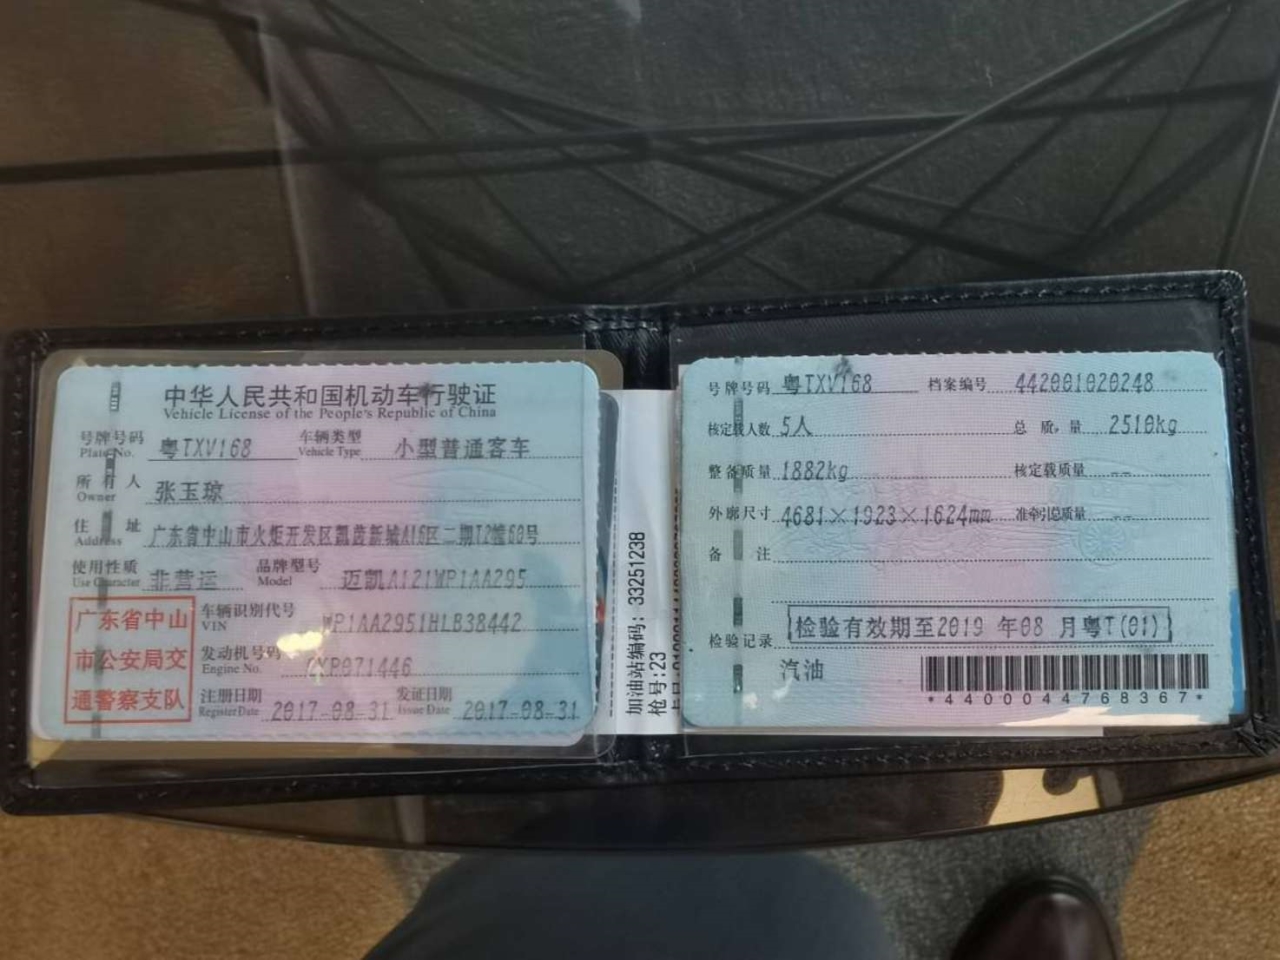 中华人民共和国机动车行驶证
Vehicle License of the People's Republic of China
号牌号码 粤TXV168 车辆类型 小型普通客车
Plate No. Vehicle Type
所有人 张玉琼
Owner
住址 广东省中山市火炬开发区凯茵新城A16区二期T2幢60号
Address
使用性质 非营运 品牌型号 迈凯A121WP1AA295
Use Character Model
广东省中山
市公安局交
通警察支队
车辆识别代号 WP1AA2951HLB38442
VIN
发动机号码
Engine No.
注册日期 2017-08-31 发证日期 2017-08-31
Register Date Issue Date
加油站编码: 33251238
枪号:23
号牌号码 粤TXV168 档案编号 442001020248
核定载人数 5人 总质量 2510kg
整备质量 1882kg 核定载质量 --
外廓尺寸 4681×1923×1624mm 准牵引总质量 --
备注
检验记录 检验有效期至2019 年08 月粤T(01)
汽油
*4400044768367*